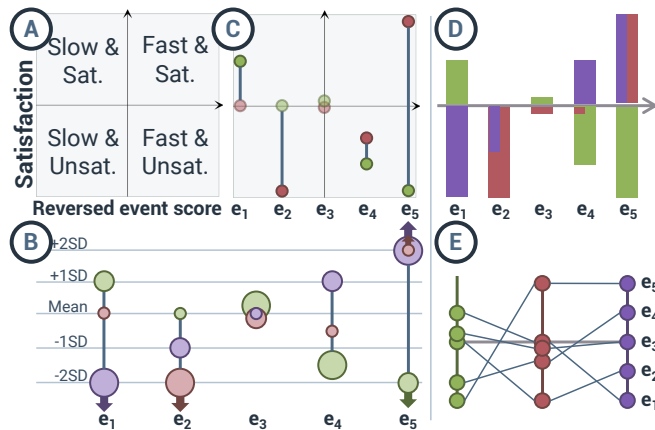 A
Slow &
Sat.
Fast &
Sat.
Slow &
Unsat.
Fast &
Unsat.
Satisfaction
Reversed event score
C
e1
e2
e3
e4
e5
D
e1
e2
e3
e4
e5
B
+2SD
+1SD
Mean
-1SD
-2SD
e1
e2
e3
e4
e5
E
e5
e4
e3
e2
e1